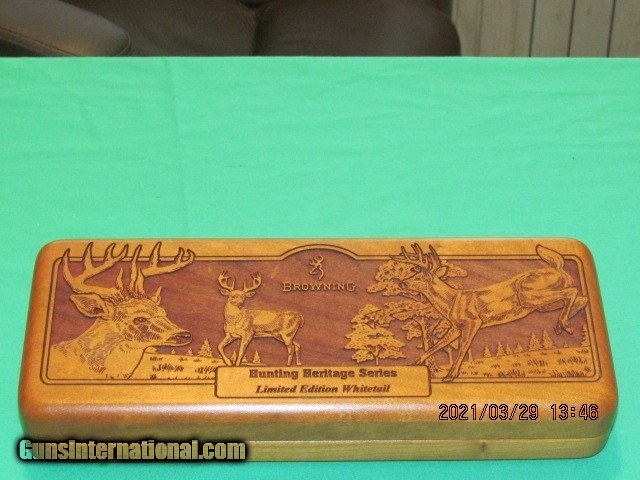 BROWNING
Hunting Heritage Series
Limited Edition Whitetail
2021/03/29 13:46
GunsInternational.com